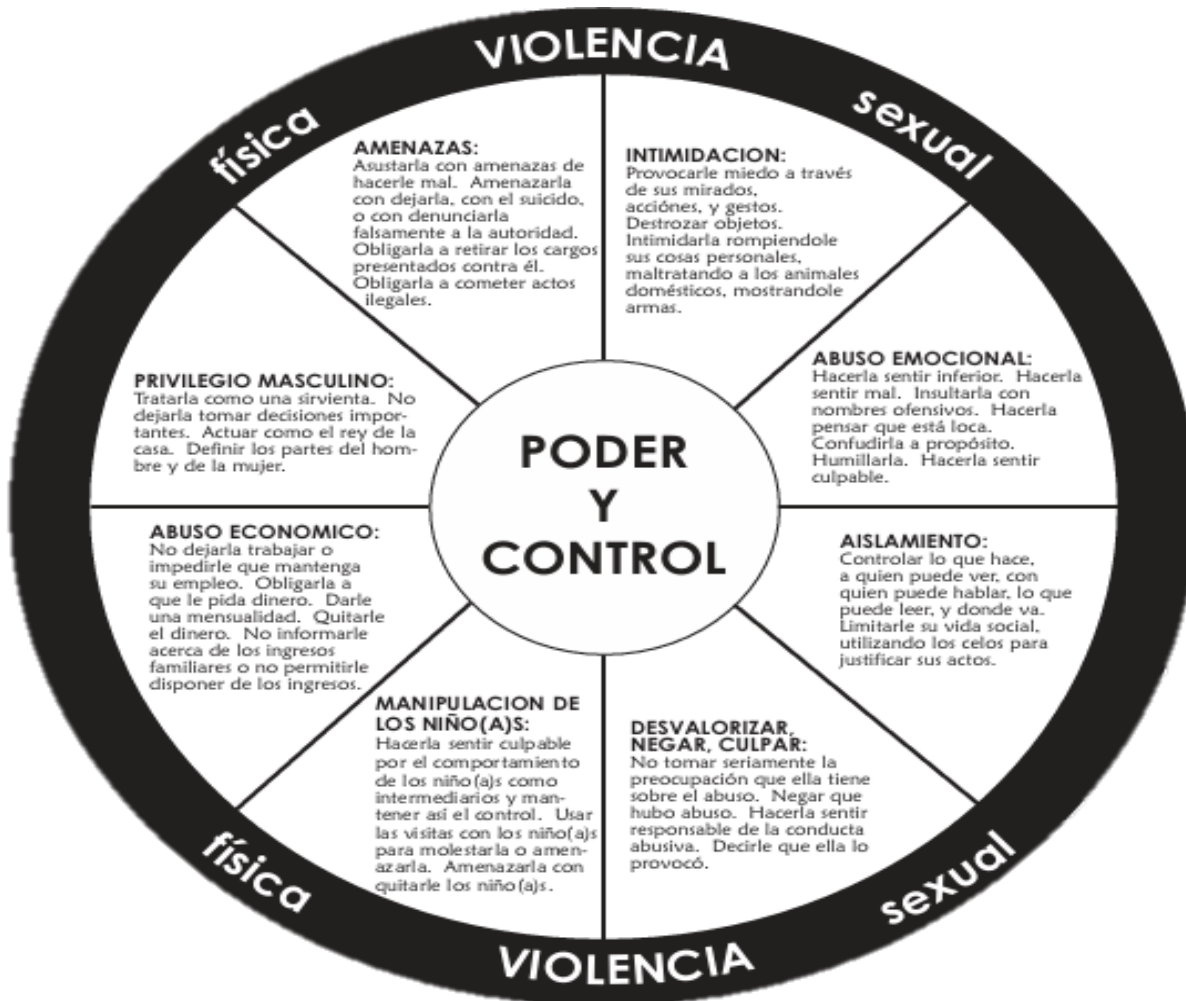 VIOLENCIA
física
sexual
AMENAZAS:
Asustarla con amenazas de
hacerle mal. Amenazarla
con dejarla, con el suicido,
o con denunciarla
falsamente a la autoridad.
Obligarla a retirar los cargos
presentados contra él.
Obligarla a cometer actos
ilegales.
INTIMIDACION:
Provocarle miedo a través
de sus mirados,
acciónes, y gestos.
Destrozar objetos.
Intimidarla rompiendole
sus cosas personales,
maltratando a los animales
domésticos, mostrandole
armas.
PRIVILEGIO MASCULINO:
Tratarla como una sirvienta. No
dejarla tomar decisiones impor-
tantes. Actuar como el rey de la
casa. Definir los partes del hom-
bre y de la mujer.
ABUSO EMOCIONAL:
Hacerla sentir inferior. Hacerla
sentir mal. Insultarla con
nombres ofensivos. Hacerla
pensar que está loca.
Confudirla a propósito.
Humillarla. Hacerla sentir
culpable.
PODER
Y
CONTROL
ABUSO ECONOMICO:
No dejarla trabajar o
impedirle que mantenga
su empleo. Obligarla a
que le pida dinero. Darle
una mensualidad. Quitarle
el dinero. No informarle
acerca de los ingresos
familiares o no permitirle
disponer de los ingresos.
AISLAMIENTO:
Controlar lo que hace,
a quien puede ver, con
quien puede hablar, lo que
puede leer, y donde va.
Limitarle su vida social,
utilizando los celos para
justificar sus actos.
MANIPULACION DE
LOS NIÑO(A)S:
Hacerla sentir culpable
por el comportamiento
de los niño(a)s como
intermediarios y man-
tener así el control. Usar
las visitas con los niño(a)s
para molestarla o amen-
azarla. Amenazarla con
quitarle los niño(a)s.
DESVALORIZAR,
NEGAR, CULPAR:
No tomar seriamente la
preocupación que ella tiene
sobre el abuso. Negar que
hubo abuso. Hacerla sentir
responsable de la conducta
abusiva. Decirle que ella lo
provocó.
física
sexual
VIOLENCIA